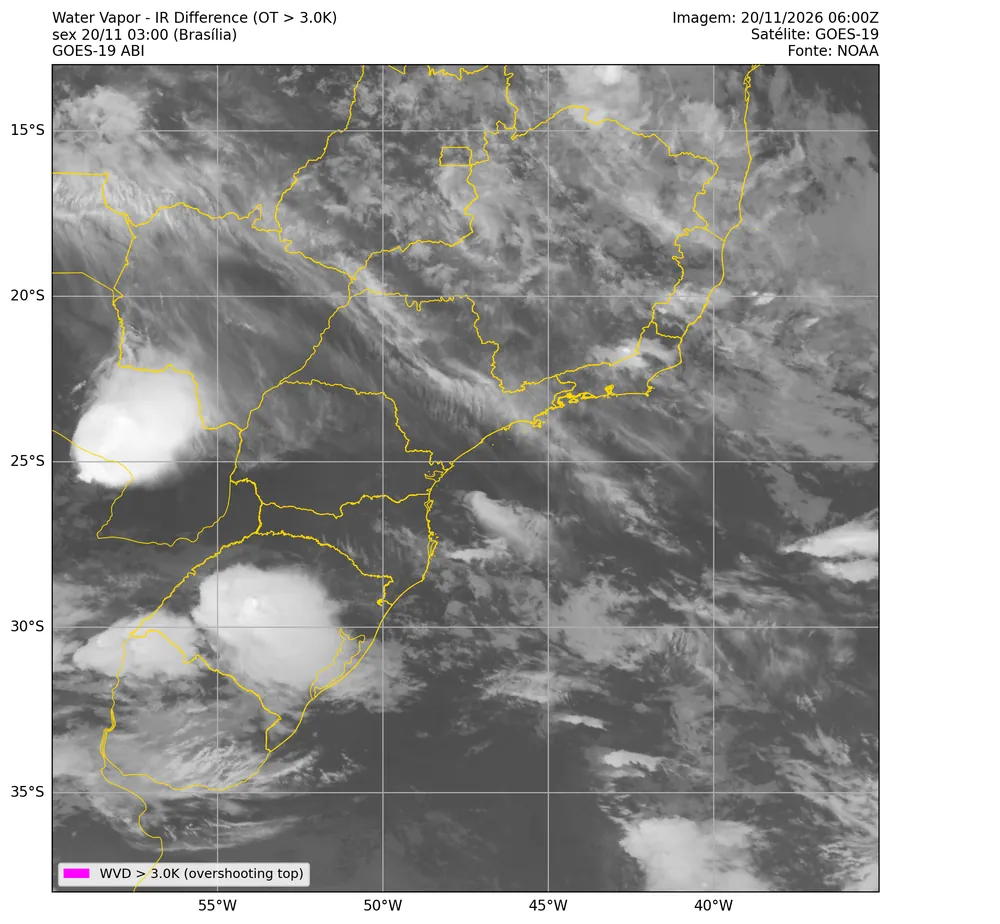 Water Vapor - IR Difference (OT > 3.0K)
sex 20/11 03:00 (Brasília)
GOES-19 ABI
Imagem: 20/11/2026 06:00Z
Satélite: GOES-19
Fonte: NOAA
15°S
20°S
25°S
30°S
35°S
WVD > 3.0K (overshooting top)
55°W
50°W
45°W
40°W